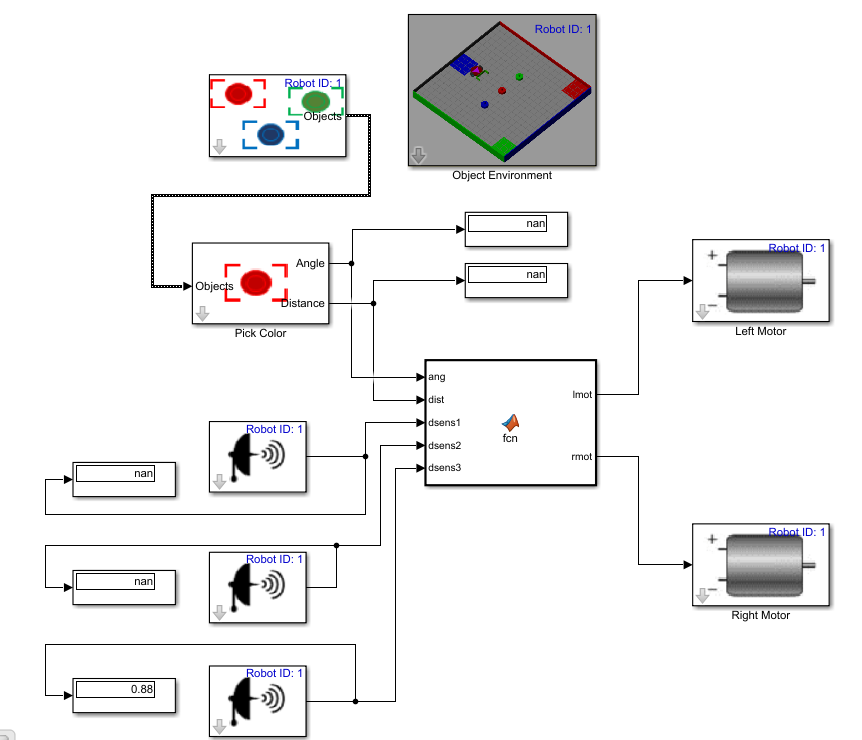 Robot ID: 1
Objects
Robot ID: 1
Object Environment
nan
nan
Objects
Angle
Distance
Pick Color
Robot ID: 1
+
−
Left Motor
ang
dist
dsens1
dsens2
dsens3
fcn
lmot
rmot
Robot ID: 1
nan
Robot ID: 1
nan
Robot ID: 1
0.88
Robot ID: 1
+
−
Right Motor